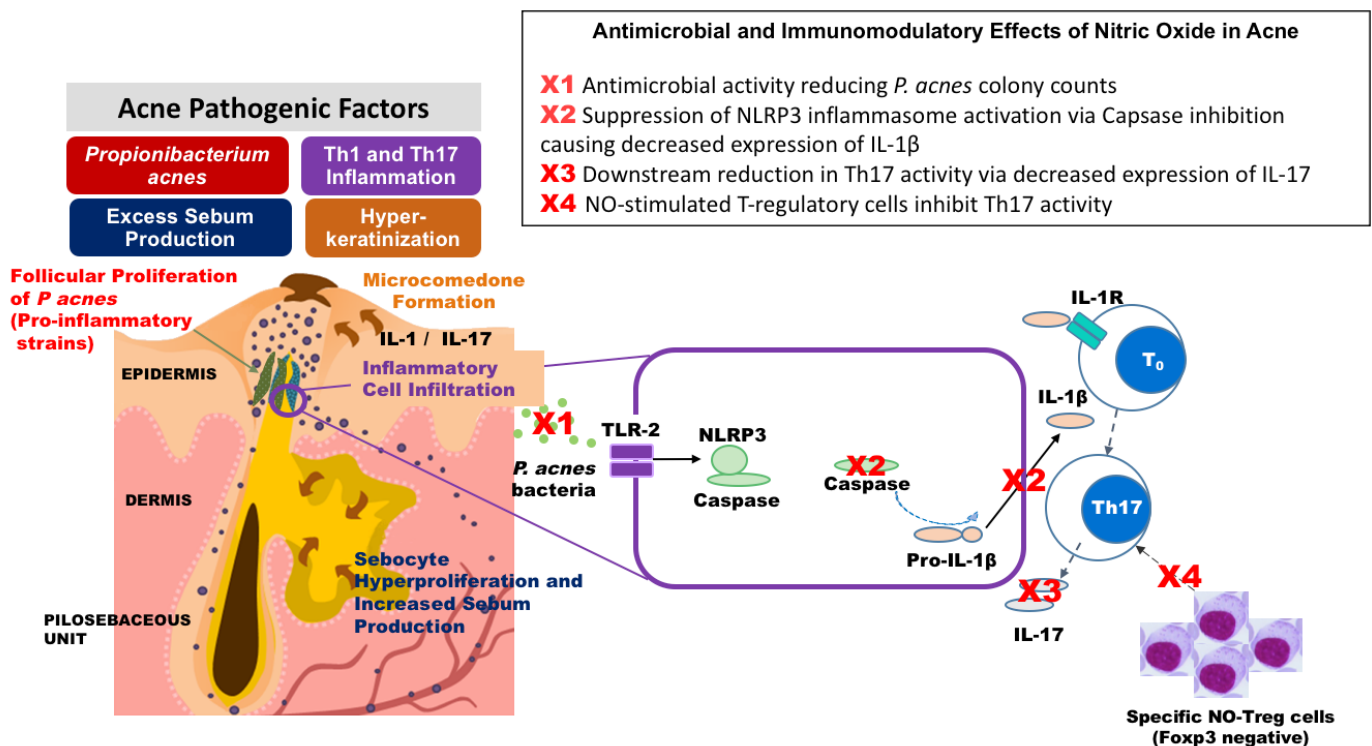 Antimicrobial and Immunomodulatory Effects of Nitric Oxide in Acne
X1 Antimicrobial activity reducing P. acnes colony counts
X2 Suppression of NLRP3 inflammasome activation via Capsase inhibition
causing decreased expression of IL-1β
X3 Downstream reduction in Th17 activity via decreased expression of IL-17
X4 NO-stimulated T-regulatory cells inhibit Th17 activity
Acne Pathogenic Factors
Propionibacterium
acnes
Th1 and Th17
Inflammation
Excess Sebum
Production
Hyper-
keratinization
Follicular Proliferation
of P acnes
(Pro-inflammatory
strains)
Microcomedone
Formation
IL-1 / IL-17
Inflammatory
Cell Infiltration
EPIDERMIS
DERMIS
PILOSEBACEOUS
UNIT
Sebocyte
Hyperproliferation and
Increased Sebum
Production
X1
P. acnes
bacteria
TLR-2
NLRP3
Caspase
X2
Caspase
Pro-IL-1β
X2
IL-1β
IL-1R
T0
Th17
X3
IL-17
X4
Specific NO-Treg cells
(Foxp3 negative)